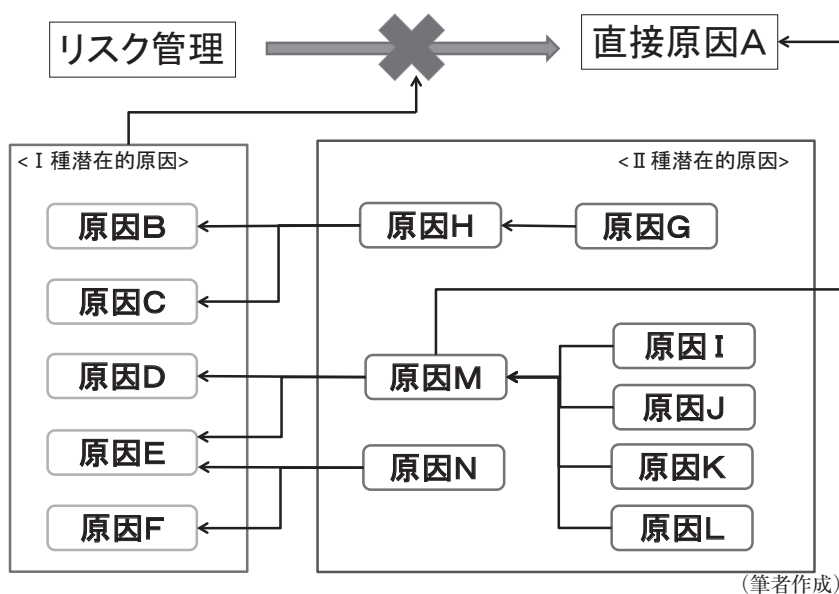 リスク管理
直接原因A
<Ⅰ種潜在的原因>
<Ⅱ種潜在的原因>
原因B
原因H
原因G
原因C
原因D
原因M
原因I
原因J
原因E
原因N
原因K
原因F
原因L
(筆者作成)